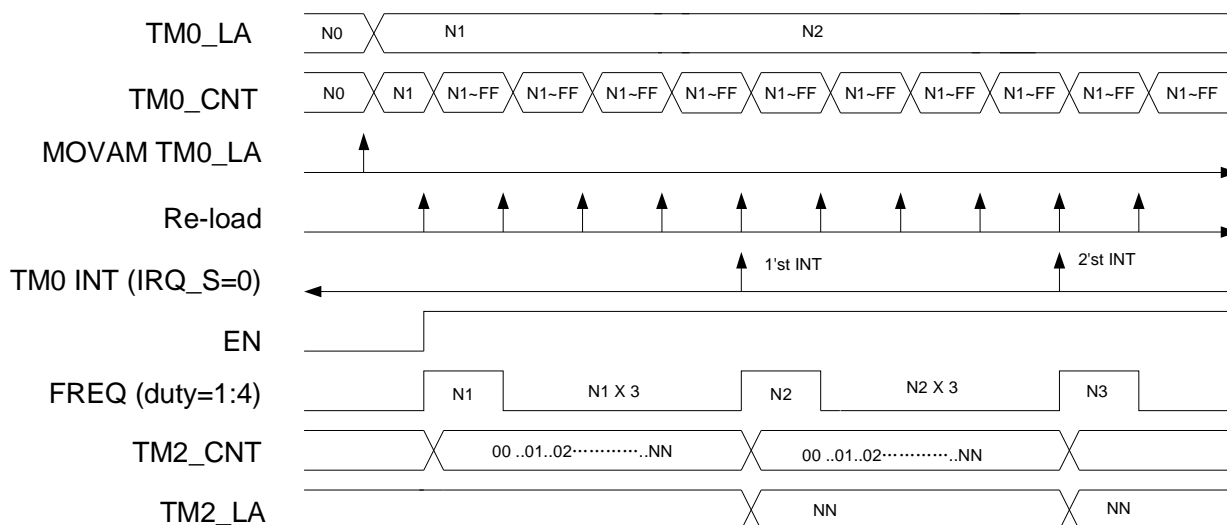 TM0_LA N0 N1 N2
TM0_CNT N0 N1 N1~FF N1~FF N1~FF N1~FF N1~FF N1~FF N1~FF N1~FF N1~FF N1~FF
MOVAM TM0_LA
Re-load
TM0 INT (IRQ_S=0) 1'st INT 2'st INT
EN
FREQ (duty=1:4) N1 N1 X 3 N2 N2 X 3 N3
TM2_CNT 00 ..01..02…………..NN 00 ..01..02…………..NN
TM2_LA NN NN